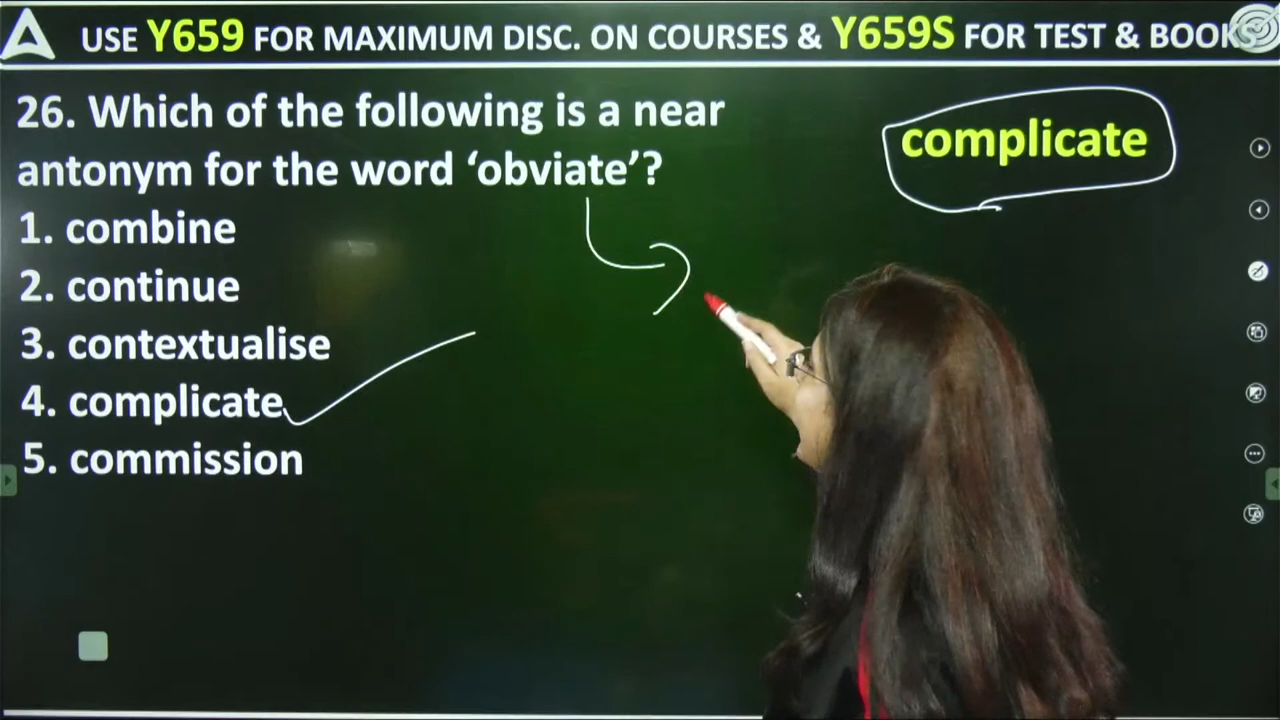 USE Y659 FOR MAXIMUM DISC. ON COURSES & Y659S FOR TEST & BOOKS
26. Which of the following is a near
antonym for the word ‘obviate’?
complicate
1. combine
2. continue
3. contextualise
4. complicate
5. commission